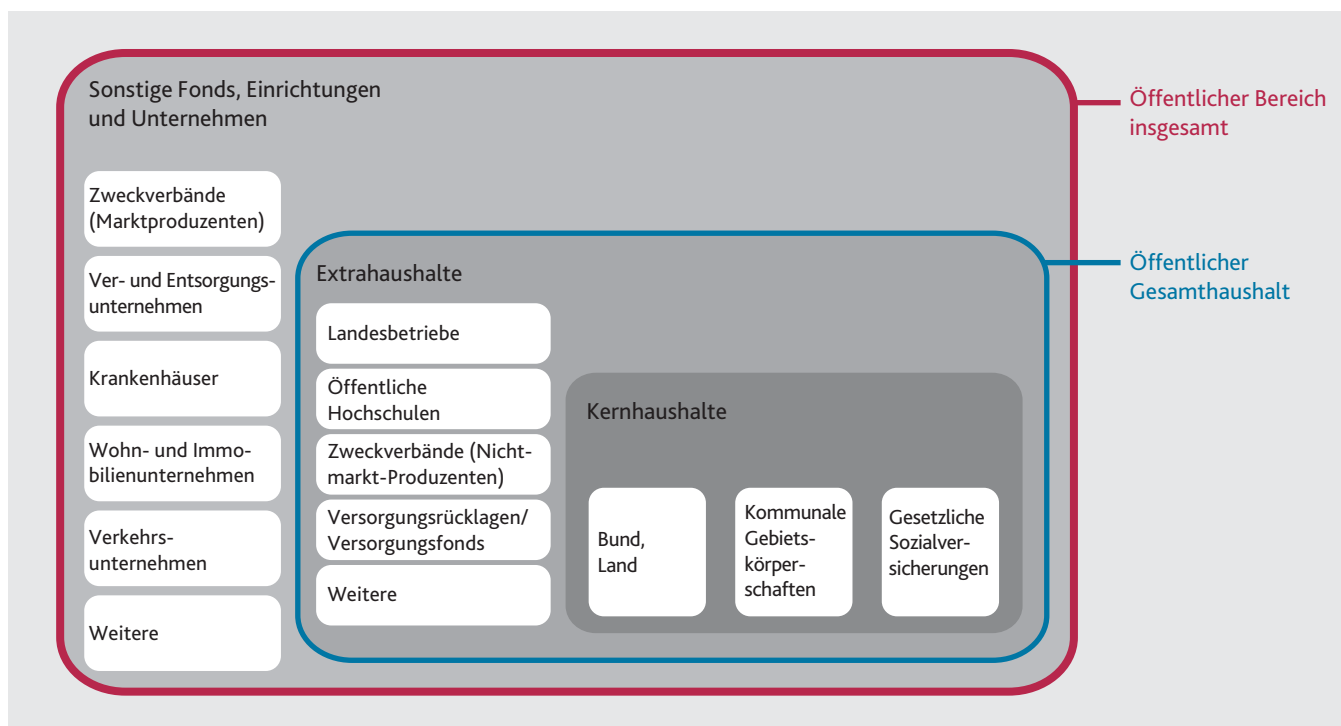 Sonstige Fonds, Einrichtungen
und Unternehmen
Zweckverbände
(Marktproduzenten)
Ver- und Entsorgungs-
unternehmen
Krankenhäuser
Wohn- und Immo-
bilienunternehmen
Verkehrs-
unternehmen
Weitere
Extrahaushalte
Landesbetriebe
Öffentliche
Hochschulen
Zweckverbände (Nicht-
markt-Produzenten)
Versorgungsrücklagen/
Versorgungsfonds
Weitere
Kernhaushalte
Bund,
Land
Kommunale
Gebiets-
körper-
schaften
Gesetzliche
Sozialver-
sicherungen
Öffentlicher Bereich
insgesamt
Öffentlicher
Gesamthaushalt